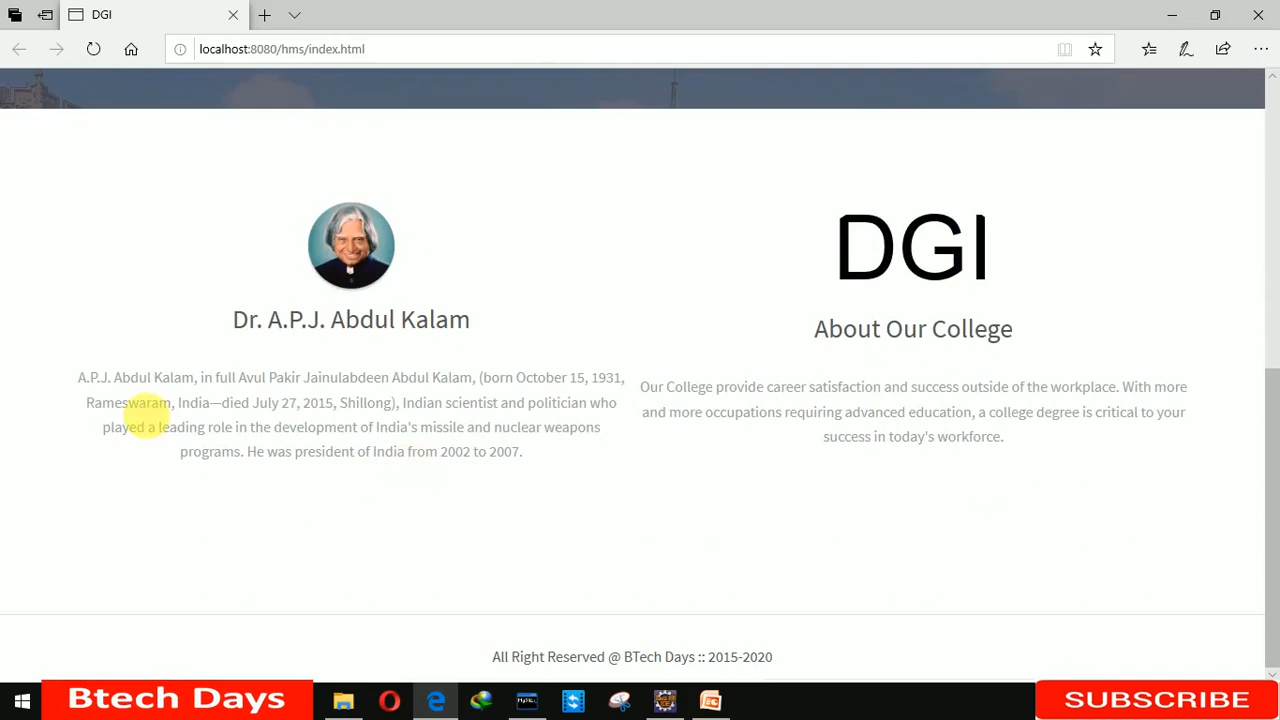 DGI
localhost:8080/hms/index.html
DGI
Dr. A.P.J. Abdul Kalam
A.P.J. Abdul Kalam, in full Avul Pakir Jainulabdeen Abdul Kalam, (born October 15, 1931,
Rameswaram, India—died July 27, 2015, Shillong), Indian scientist and politician who
played a leading role in the development of India's missile and nuclear weapons
programs. He was president of India from 2002 to 2007.
About Our College
Our College provide career satisfaction and success outside of the workplace. With more
and more occupations requiring advanced education, a college degree is critical to your
success in today's workforce.
All Right Reserved @ BTech Days :: 2015-2020
Btech Days
SUBSCRIBE